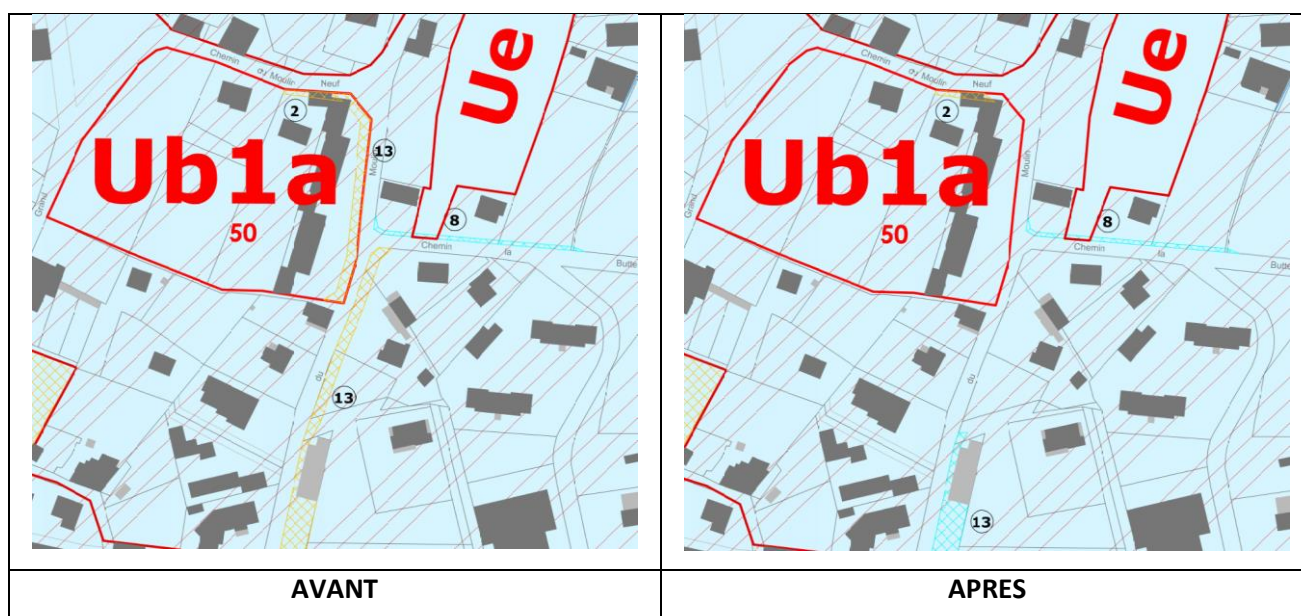 Chemin du Moulin Neuf
Ue
2
13
Moulin
Ub1a
Grand
50
8
Chemin la Butte
du
13
AVANT
Chemin du Moulin Neuf
Ue
2
Moulin
Ub1a
Grand
50
8
Chemin la Butte
du
13
APRES